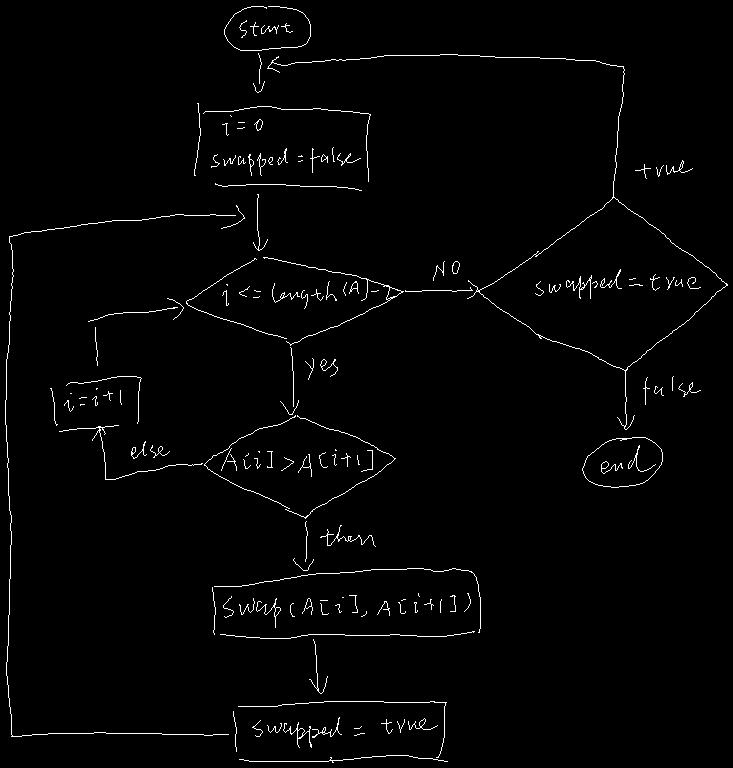 start
i=0
swapped=false
true
i<=length(A)-2
NO
swapped=true
yes
false
i=i+1
else
A[i]>A[i+1]
end
then
swap(A[i],A[i+1])
swapped=true